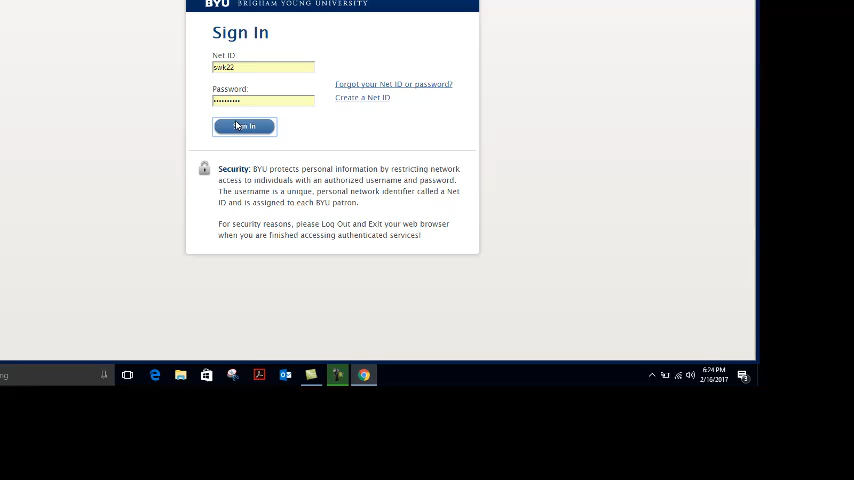 BYU BRIGHAM YOUNG UNIVERSITY
Sign In
Net ID:
swk22
Password:
••••••••••
Forgot your Net ID or password?
Create a Net ID
Sign In
Security: BYU protects personal information by restricting network
access to individuals with an authorized username and password.
The username is a unique, personal network identifier called a Net
ID and is assigned to each BYU patron.
For security reasons, please Log Out and Exit your web browser
when you are finished accessing authenticated services!
6:24 PM
2/16/2017
3